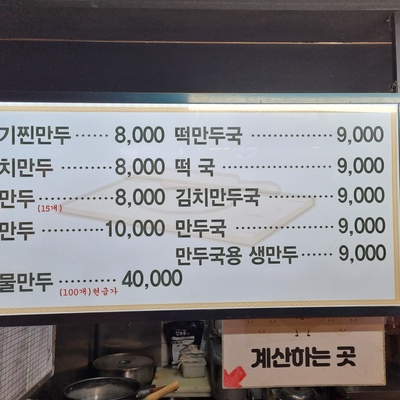 기찐만두 ······ 8,000
치만두 ·········· 8,000
만두 ············· 8,000
(15개)
만두 ·········· 10,000
물만두 ·········· 40,000
(100개)현금가
떡만두국 ·············· 9,000
떡 국 ·················· 9,000
김치만두국 ··········· 9,000
만두국 ················· 9,000
만두국용 생만두 ···· 9,000
계산하는 곳